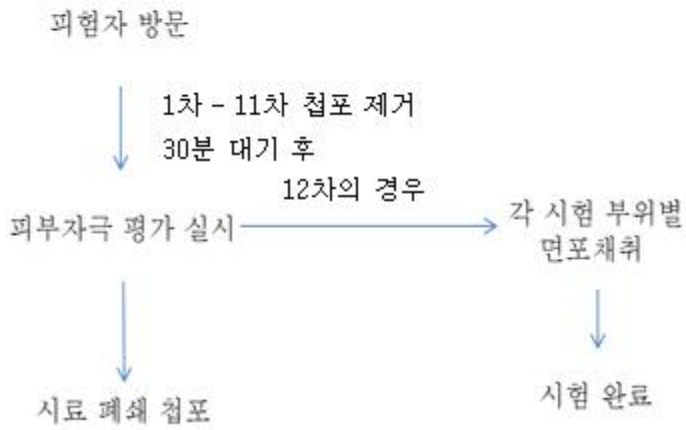 피험자 방문
1차 - 11차 첩포 제거
30분 대기 후
12차의 경우
피부자극 평가 실시
각 시험 부위별
면포채취
시료 폐쇄 첩포
시험 완료